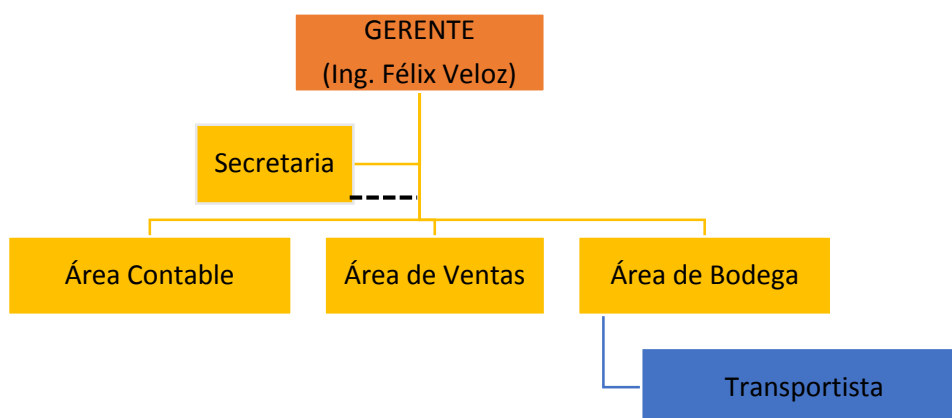 GERENTE
(Ing. Félix Veloz)
Secretaria
Área Contable
Área de Ventas
Área de Bodega
Transportista